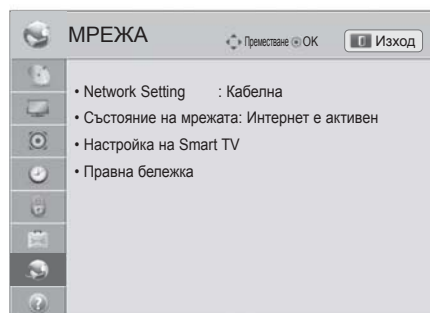 МРЕЖА Преместване OK Изход
• Network Setting : Кабелна
• Състояние на мрежата: Интернет е активен
• Настройка на Smart TV
• Правна бележка